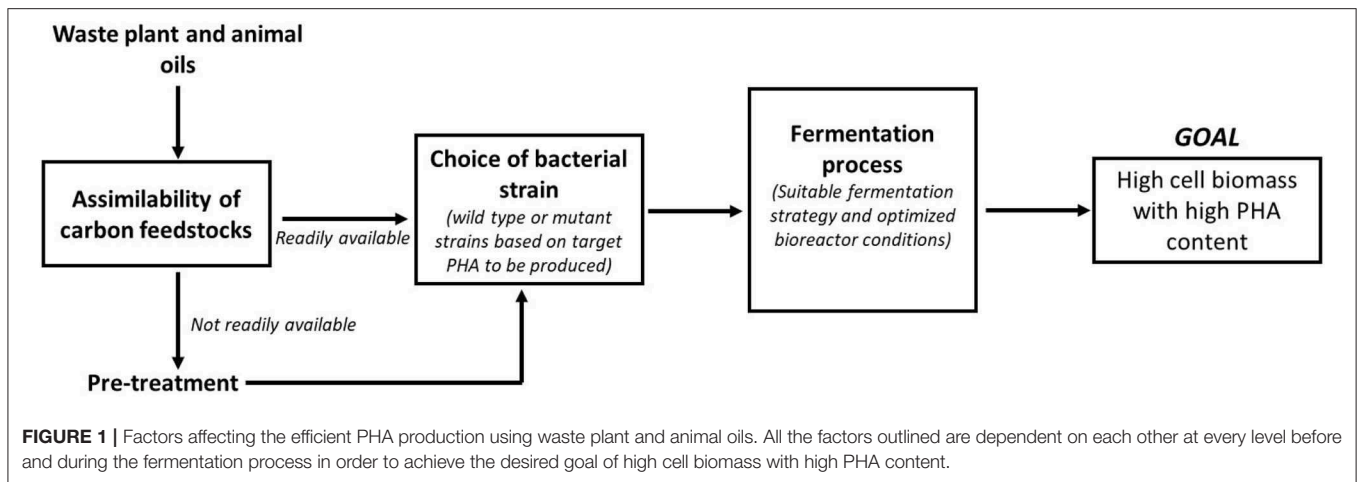 Waste plant and animal
oils
Assimilability of
carbon feedstocks
Readily available
Not readily available
Pre-treatment
Choice of bacterial
strain
(wild type or mutant
strains based on target
PHA to be produced)
Fermentation
process
(Suitable fermentation
strategy and optimized
bioreactor conditions)
GOAL
High cell biomass
with high PHA
content
FIGURE 1 | Factors affecting the efficient PHA production using waste plant and animal oils. All the factors outlined are dependent on each other at every level before
and during the fermentation process in order to achieve the desired goal of high cell biomass with high PHA content.